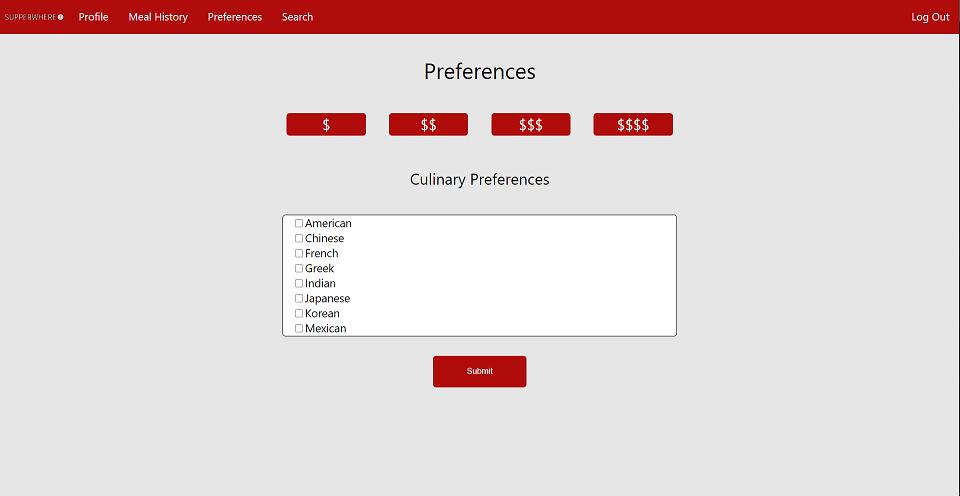 SUPPERWHERE Profile Meal History Preferences Search Log Out
Preferences
$ $$ $$$ $$$$
Culinary Preferences
American
Chinese
French
Greek
Indian
Japanese
Korean
Mexican
Submit